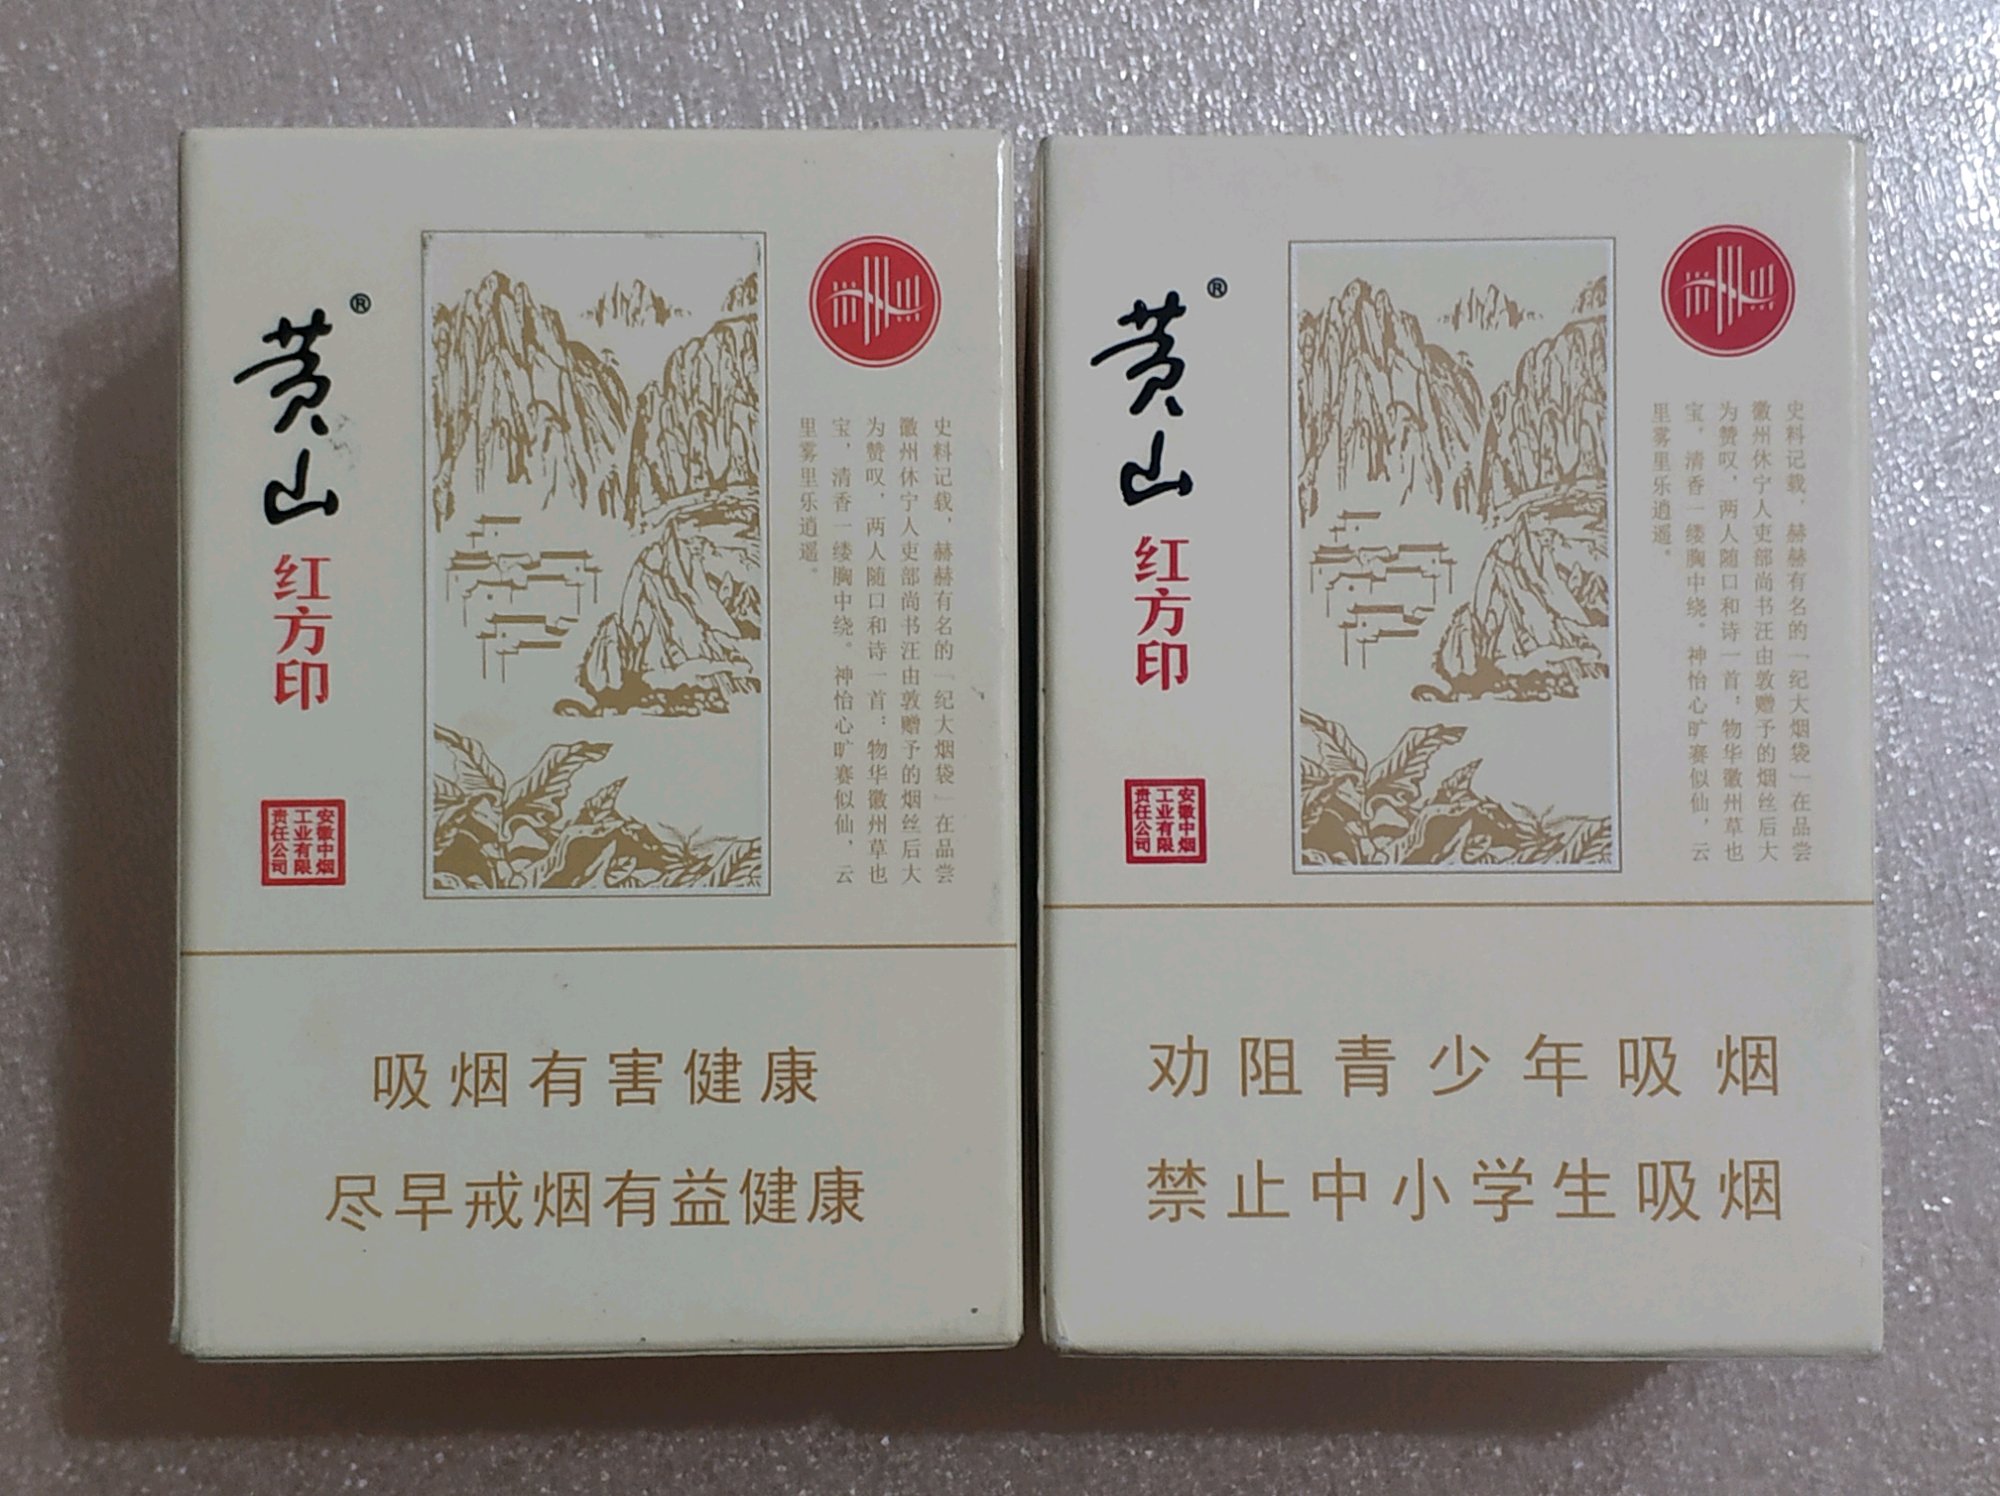 黄山®
红方印
安徽中烟
工业有限
责任公司
史料记载，赫赫有名的「纪大烟袋」在品尝
徽州休宁人吏部尚书汪由敦赠予的烟丝后大
为赞叹，两人随口和诗一首：物华徽州草也
宝，清香一缕胸中绕。神怡心旷赛似仙，云
里雾里乐逍遥。
吸烟有害健康
尽早戒烟有益健康
黄山®
红方印
安徽中烟
工业有限
责任公司
史料记载，赫赫有名的「纪大烟袋」在品尝
徽州休宁人吏部尚书汪由敦赠予的烟丝后大
为赞叹，两人随口和诗一首，物华徽州草也
宝，清香一缕胸中绕。神怡心旷赛似仙，云
里雾里乐逍遥。
劝阻青少年吸烟
禁止中小学生吸烟